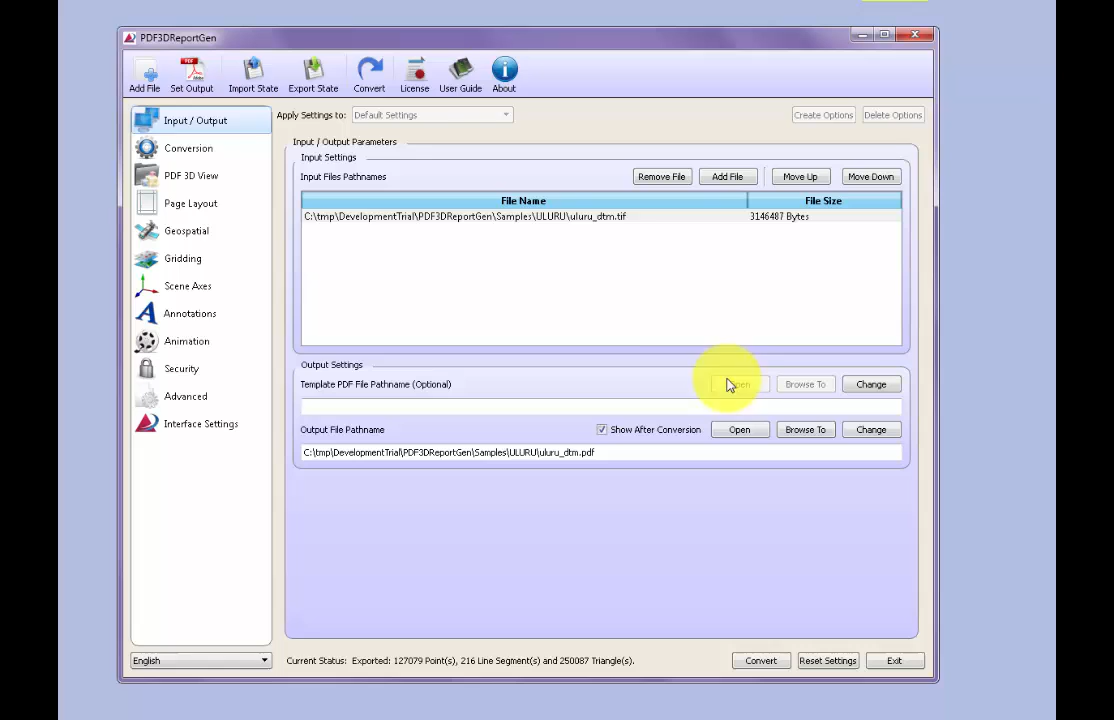 PDF3DReportGen
Add File Set Output Import State Export State Convert License User Guide About
Input / Output
Conversion
PDF 3D View
Page Layout
Geospatial
Gridding
Scene Axes
Annotations
Animation
Security
Advanced
Interface Settings
English
Apply Settings to: Default Settings Create Options Delete Options
Input / Output Parameters
Input Settings
Input Files Pathnames Remove File Add File Move Up Move Down
File Name File Size
C:\tmp\DevelopmentTrial\PDF3DReportGen\Samples\ULURU\uluru_dtm.tif 3146487 Bytes
Output Settings
Template PDF File Pathname (Optional) Browse To Change
Output File Pathname Show After Conversion Open Browse To Change
C:\tmp\DevelopmentTrial\PDF3DReportGen\Samples\ULURU\uluru_dtm.pdf
Current Status: Exported: 127079 Point(s), 216 Line Segment(s) and 250087 Triangle(s). Convert Reset Settings Exit